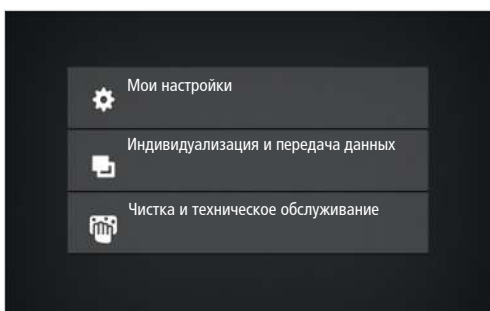 Мои настройки
Индивидуализация и передача данных
Чистка и техническое обслуживание